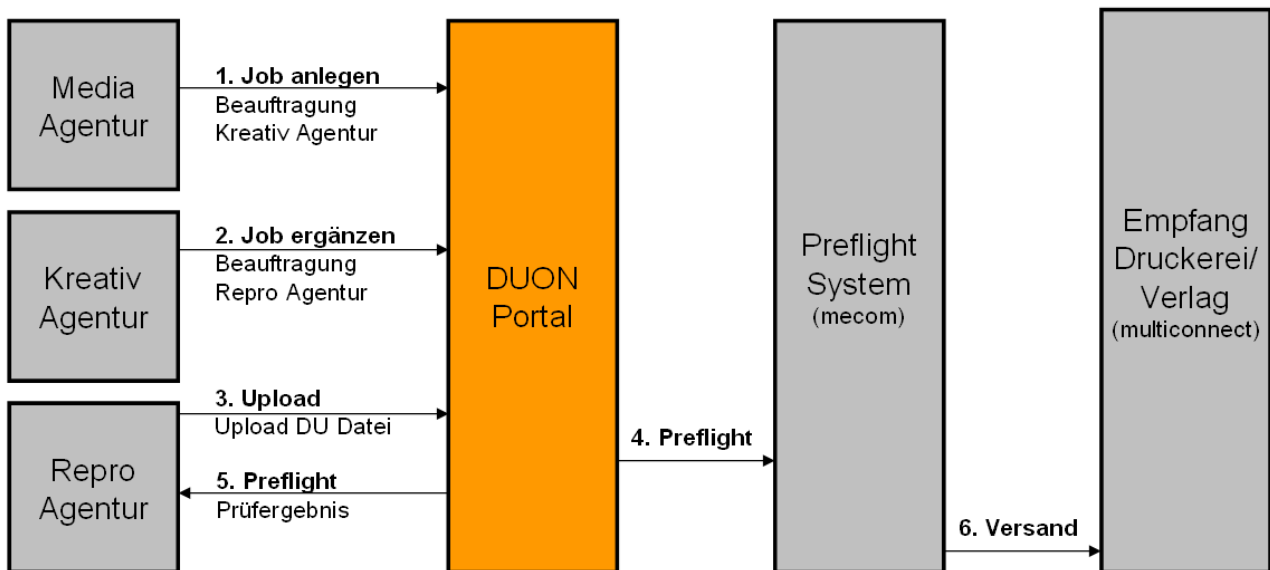 Media
Agentur
1. Job anlegen
Beauftragung
Kreativ Agentur
Kreativ
Agentur
2. Job ergänzen
Beauftragung
Repro Agentur
Repro
Agentur
3. Upload
Upload DU Datei
5. Preflight
Prüfergebnis
DUON
Portal
4. Preflight
Preflight
System
(mecom)
6. Versand
Empfang
Druckerei/
Verlag
(multiconnect)